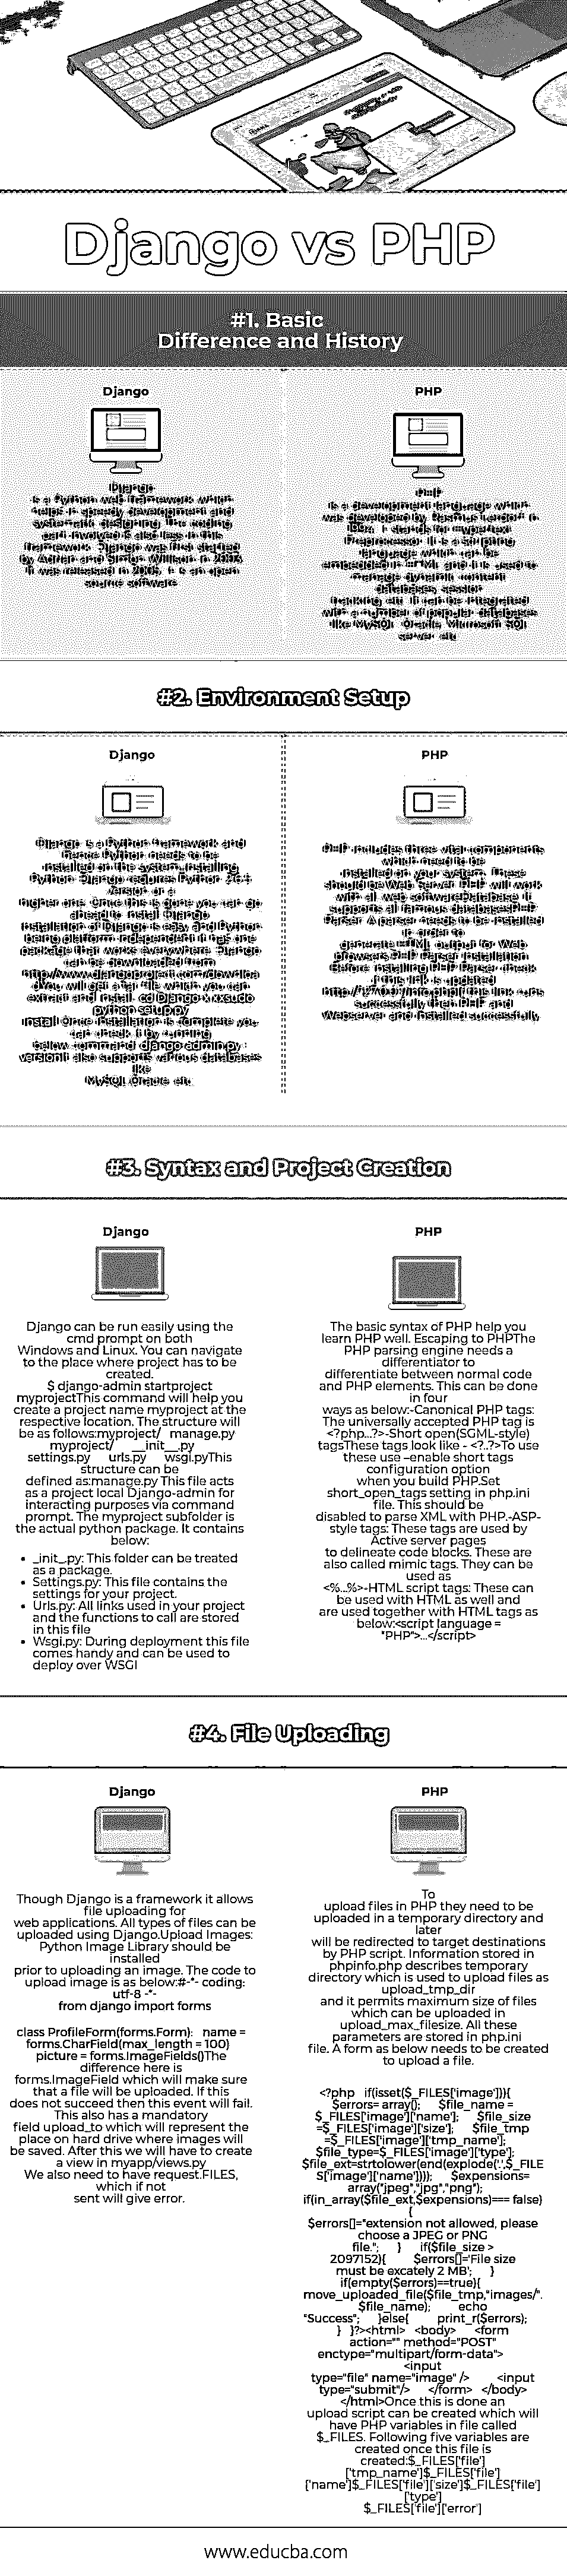 Django vs PHP
#1. Basic
Difference and History
Django
Django
is a Python web framework which
helps in speedy development and
systematic designing. The coding
part involved is also less in this
framework. Django was first started
by Adrian and Simon Willison in 2003.
It was released in 2005. It is a open
source software.
PHP
PHP
is a development language which
was developed by Rasmus Lerdorf in
Preprocessor. It is a scripting
language which can be
embedded in HTML and it is used to
manage dynamic content
databases session
tracking etc. It can be integrated
with a number of popular databases
like MySQL, Oracle, Microsoft SQL
server etc
#2. Environment Setup
Django
Django is a Python framework and
hence Python needs to be
installed on the system. Installing
Python Django requires Python 2.6.5
version or a
higher one. Once this is done you can go
ahead to install Django
Installation of Django is easy and Python
being platform independent it has one
package that works everywhere. Django
can be downloaded from
http://www.djangoproject.com/downloa
d. You will get a tar file which you can
extract and install. cd Django-x.xxsudo
python setup.py
install Once installation is complete you
can check it by running
below command django-admin.py -
versionIt also supports various databases
like
MySQL Oracle etc.
PHP
PHP includes three vital components
which need to be
installed on your system. These
should be Web Server PHP will work
with all web softwareDatabase It
supports all famous databasesPHP
Parser A parser needs to be installed
in order to
generate HTML output for Web
browsers PHP Parser Installation
Before installing PHP Parser check
if this link is updated
successfully then PHP and
Webserver and installed successfully
#3. Syntax and Project Creation
Django
Django can be run easily using the
cmd prompt on both
Windows and Linux. You can navigate
to the place where project has to be
created.
$ django-admin startproject
myprojectThis command will help you
create a project name myproject at the
respective location. The structure will
be as follows:myproject/ manage.py
myproject/ __init__.py
settings.py urls.py wsgi.pyThis
structure can be
defined as:manage.py This file acts
as a project local Django-admin for
interacting purposes via command
prompt. The myproject subfolder is
the actual python package. It contains
below:
• _init_.py: This folder can be treated
as a package.
• Settings.py: This file contains the
settings for your project.
• Urls.py: All links used in your project
and the functions to call are stored
in this file
• Wsgi.py: During deployment this file
comes handy and can be used to
deploy over WSGI
PHP
The basic syntax of PHP help you
learn PHP well. Escaping to PHPThe
PHP parsing engine needs a
differentiator to
differentiate between normal code
and PHP elements. This can be done
in four
ways as below:-Canonical PHP tags:
The universally accepted PHP tag is
<?php...?>-Short open(SGML-style)
tagsThese tags look like - <?..?>To use
these use –enable short tags
configuration option
when you build PHP.Set
short_open_tags setting in php.ini
file. This should be
disabled to parse XML with PHP.-ASP-
style tags: These tags are used by
Active server pages
to delineate code blocks. These are
also called mimic tags. They can be
used as
<%...%>-HTML script tags: These can
be used with HTML as well and
are used together with HTML tags as
below:<script language =
"PHP">...</script>
#4. File Uploading
Django
Though Django is a framework it allows
file uploading for
web applications. All types of files can be
uploaded using Django.Upload Images:
Python Image Library should be
installed
prior to uploading an image. The code to
upload image is as below:#-*- coding:
utf-8 -*-
from django import forms
class ProfileForm(forms.Form): name =
forms.CharField(max_length = 100)
picture = forms.ImageFields()The
difference here is
forms.ImageField which will make sure
that a file will be uploaded. If this
does not succeed then this event will fail.
This also has a mandatory
field upload_to which will represent the
place on hard drive where images will
be saved. After this we will have to create
a view in myapp/views.py
We also need to have request.FILES,
which if not
sent will give error.
PHP
To
upload files in PHP they need to be
uploaded in a temporary directory and
later
will be redirected to target destinations
by PHP script. Information stored in
phpinfo.php describes temporary
directory which is used to upload files as
upload_tmp_dir
and it permits maximum size of files
which can be uploaded in
upload_max_filesize. All these
parameters are stored in php.ini
file. A form as below needs to be created
to upload a file.
<?php if(isset($_FILES['image'])){
$errors= array(); $file_name =
$_FILES['image']['name']; $file_size
=$_FILES['image']['size']; $file_tmp
=$_FILES['image']['tmp_name'];
$file_type=$_FILES['image']['type'];
$file_ext=strtolower(end(explode('.',$_FILE
S['image']['name']))); $expensions=
array("jpeg","jpg","png");
if(in_array($file_ext,$expensions)=== false)
{
$errors[]="extension not allowed, please
choose a JPEG or PNG
file."; } if($file_size >
2097152){ $errors[]='File size
must be excately 2 MB'; }
if(empty($errors)==true){
move_uploaded_file($file_tmp,"images/".
$file_name); echo
"Success"; }else{ print_r($errors);
} }?><html> <body> <form
action="" method="POST"
enctype="multipart/form-data">
<input
type="file" name="image" /> <input
type="submit"/> </form> </body>
</html>Once this is done an
upload script can be created which will
have PHP variables in file called
$_FILES. Following five variables are
created once this file is
created:$_FILES['file']
['tmp_name']$_FILES['file']
['name']$_FILES['file']['size']$_FILES['file']
['type']
$_FILES['file']['error']
www.educba.com